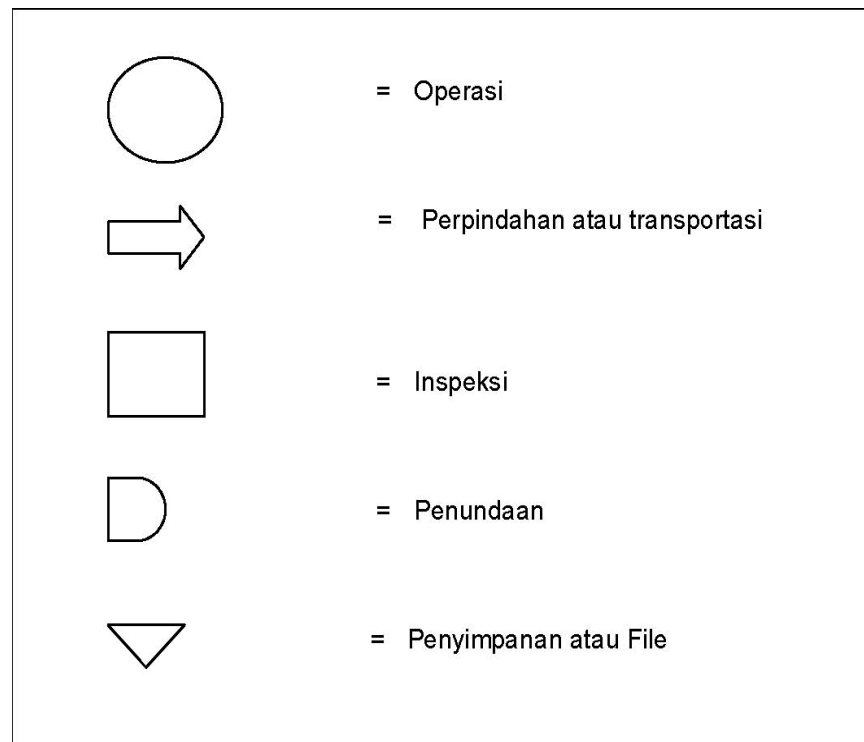 = Operasi
= Perpindahan atau transportasi
= Inspeksi
= Penundaan
= Penyimpanan atau File